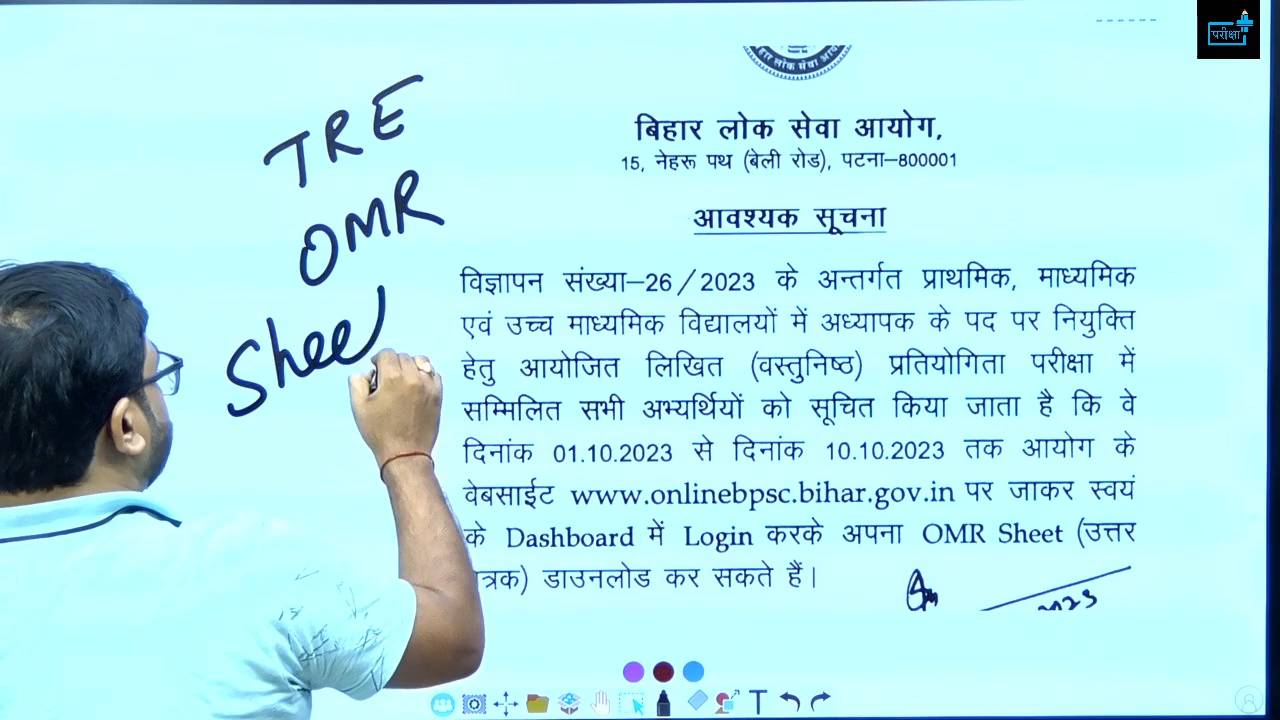 परीक्षा
हार लोक सेवा आयो
बिहार लोक सेवा आयोग,
15, नेहरू पथ (बेली रोड), पटना–800001
आवश्यक सूचना
विज्ञापन संख्या–26/2023 के अन्तर्गत प्राथमिक, माध्यमिक
एवं उच्च माध्यमिक विद्यालयों में अध्यापक के पद पर नियुक्ति
हेतु आयोजित लिखित (वस्तुनिष्ठ) प्रतियोगिता परीक्षा में
सम्मिलित सभी अभ्यर्थियों को सूचित किया जाता है कि वे
दिनांक 01.10.2023 से दिनांक 10.10.2023 तक आयोग के
वेबसाईट www.onlinebpsc.bihar.gov.in पर जाकर स्वयं
के Dashboard में Login करके अपना OMR Sheet (उत्तर
त्रक) डाउनलोड कर सकते हैं।
TRE
OMR
Shee
T